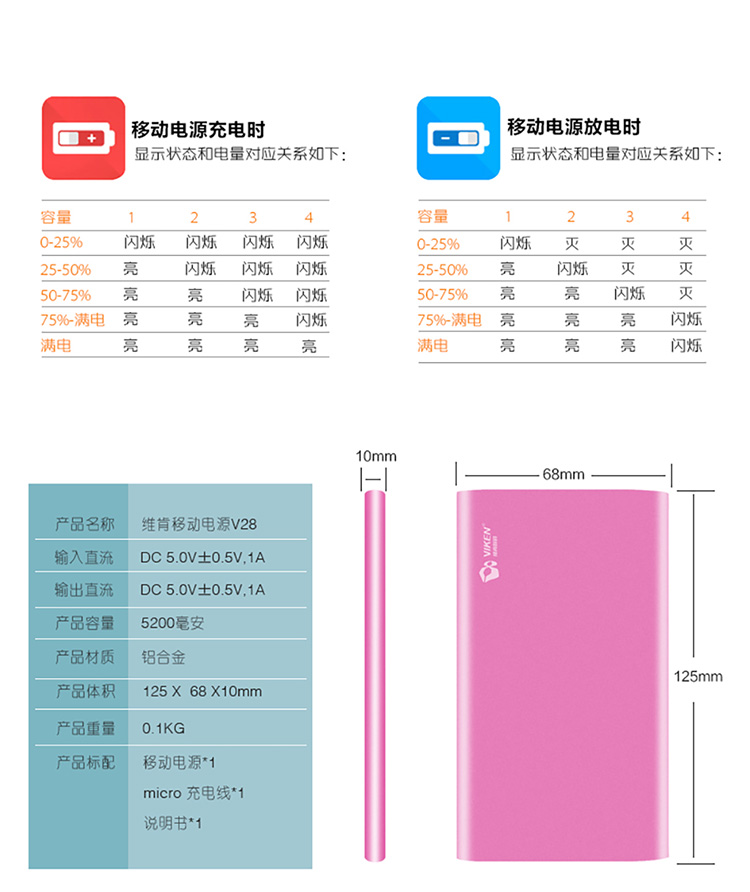 移动电源充电时
显示状态和电量对应关系如下：
容量 1 2 3 4
0-25% 闪烁 闪烁 闪烁 闪烁
25-50% 亮 闪烁 闪烁 闪烁
50-75% 亮 亮 闪烁 闪烁
75%-满电 亮 亮 亮 闪烁
满电 亮 亮 亮 亮
移动电源放电时
显示状态和电量对应关系如下：
容量 1 2 3 4
0-25% 闪烁 灭 灭 灭
25-50% 亮 闪烁 灭 灭
50-75% 亮 亮 闪烁 灭
75%-满电 亮 亮 亮 闪烁
满电 亮 亮 亮 闪烁
产品名称 维肯移动电源V28
输入直流 DC 5.0V±0.5V,1A
输出直流 DC 5.0V±0.5V,1A
产品容量 5200毫安
产品材质 铝合金
产品体积 125 X 68 X10mm
产品重量 0.1KG
产品标配 移动电源*1
micro 充电线*1
说明书*1
10mm
68mm
VIKEN
125mm